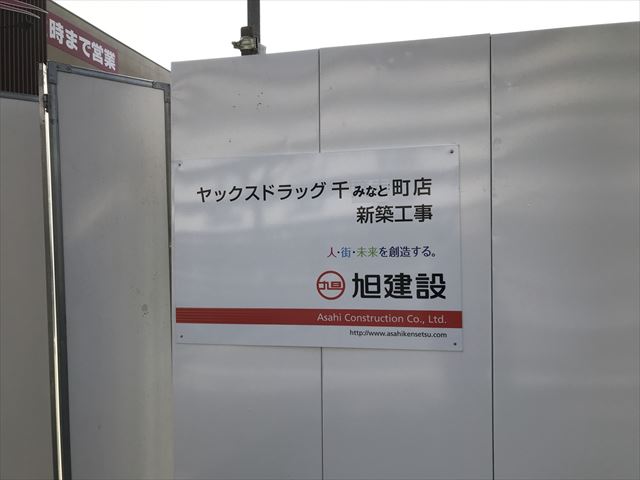 時まで営業
ヤックスドラッグ 千みなと町店
新築工事
人・街・未来を創造する。
旭 旭建設
Asahi Construction Co., Ltd.
http://www.asahikensetsu.com